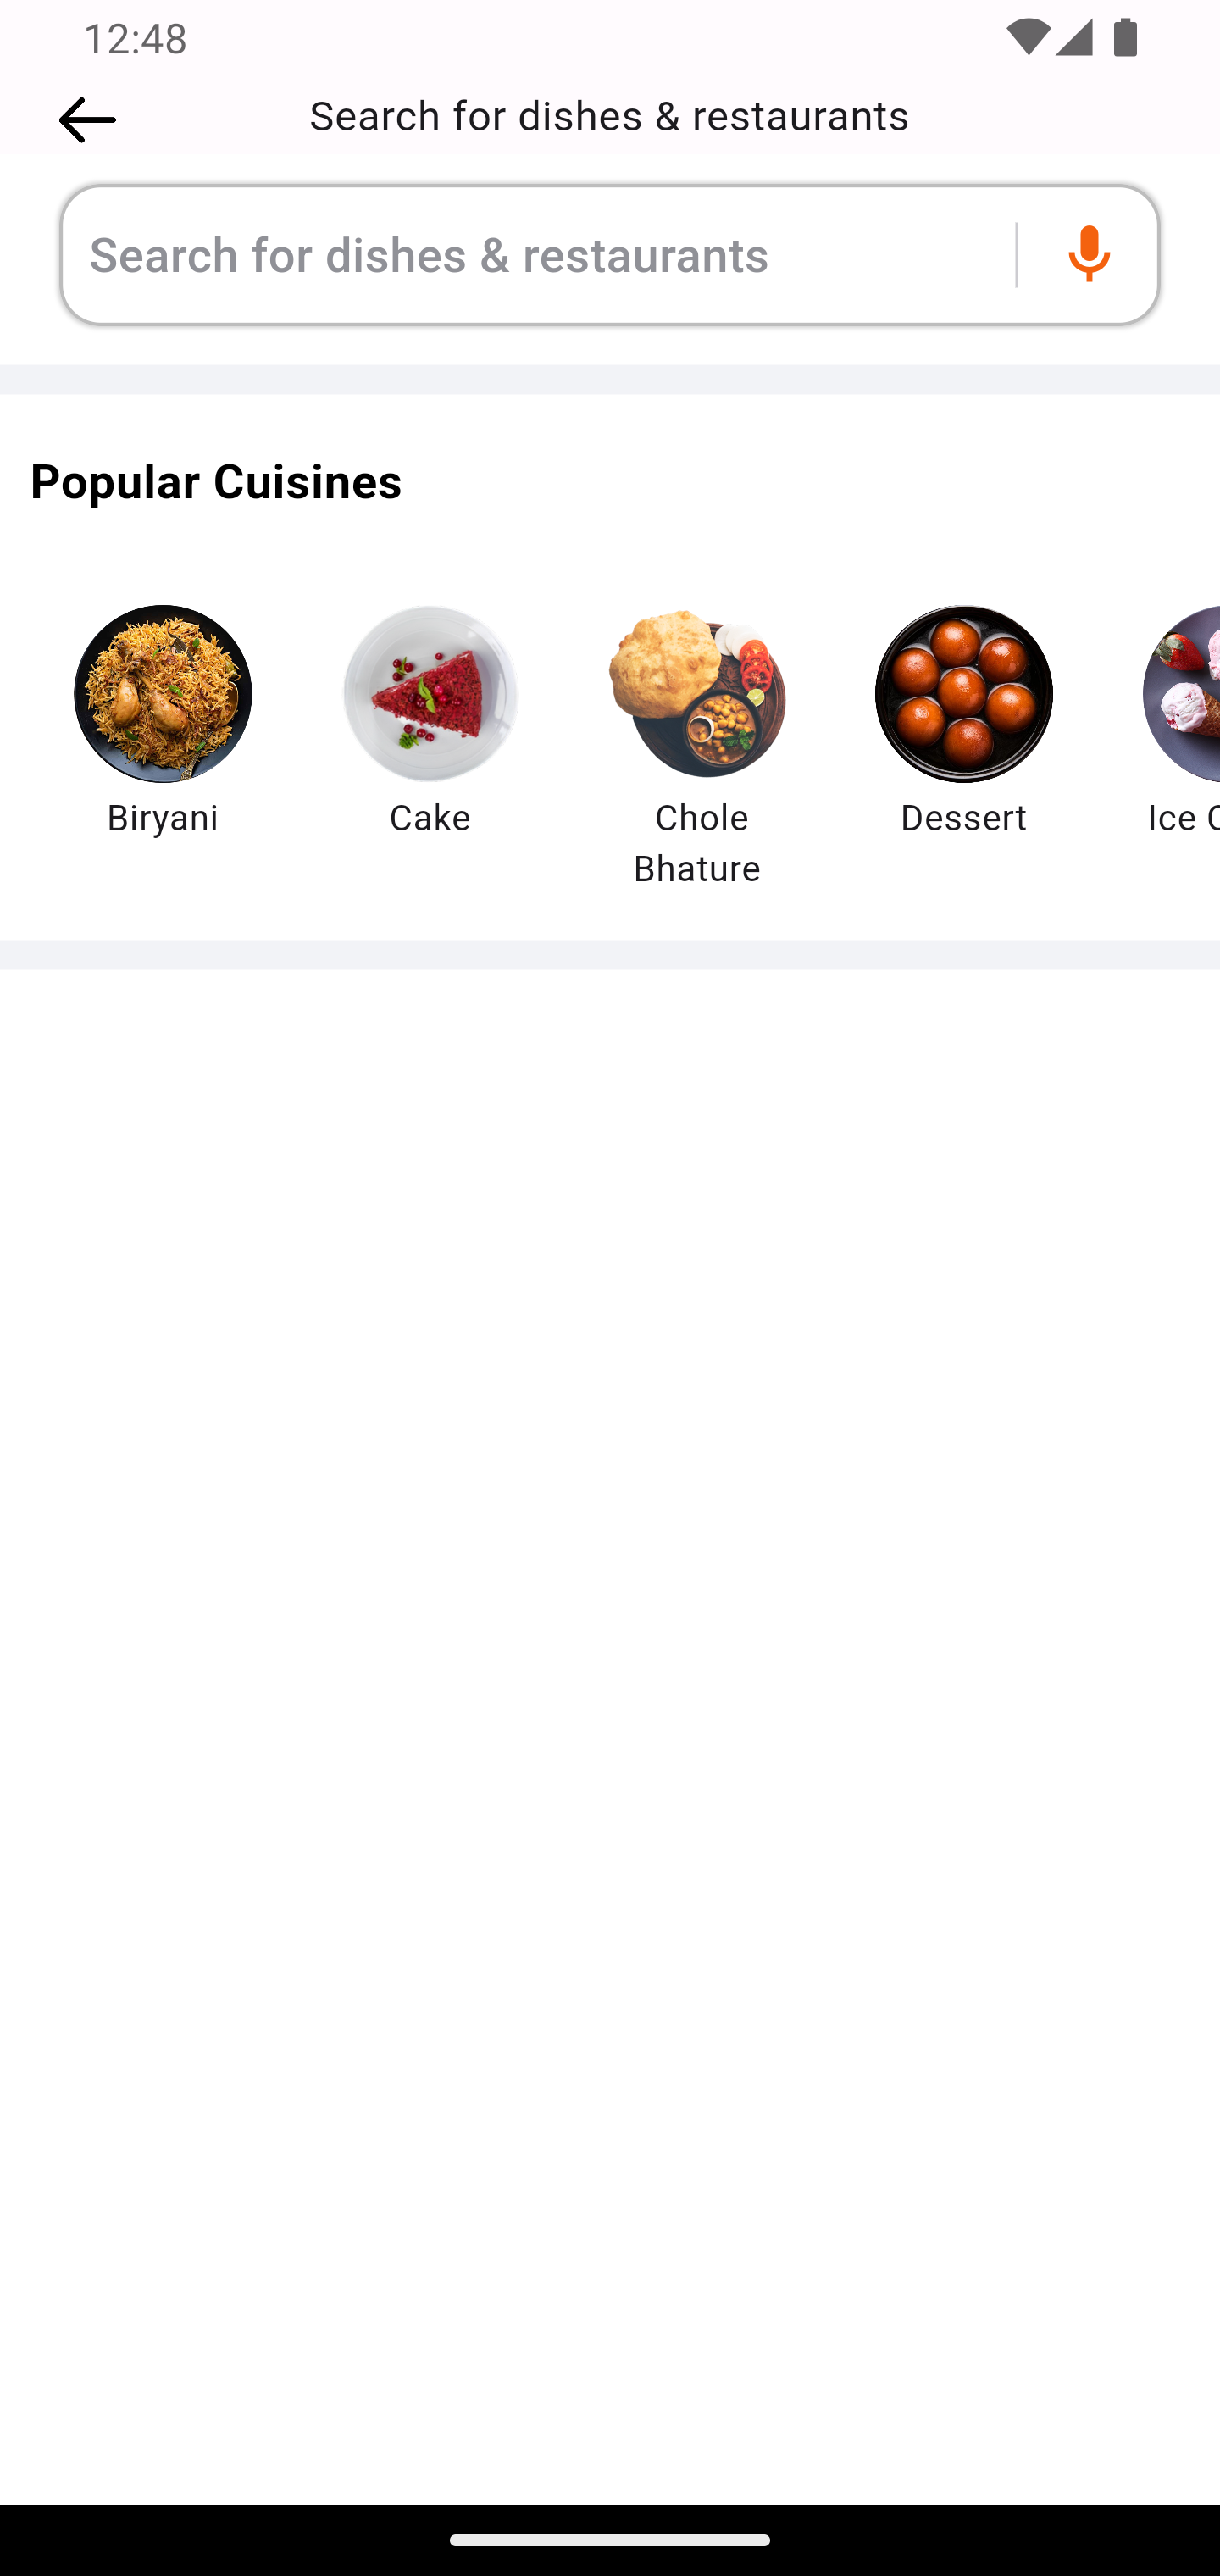 12:48
Search for dishes & restaurants
Search for dishes & restaurants
Popular Cuisines
Biryani
Cake
Chole
Bhature
Dessert
Ice